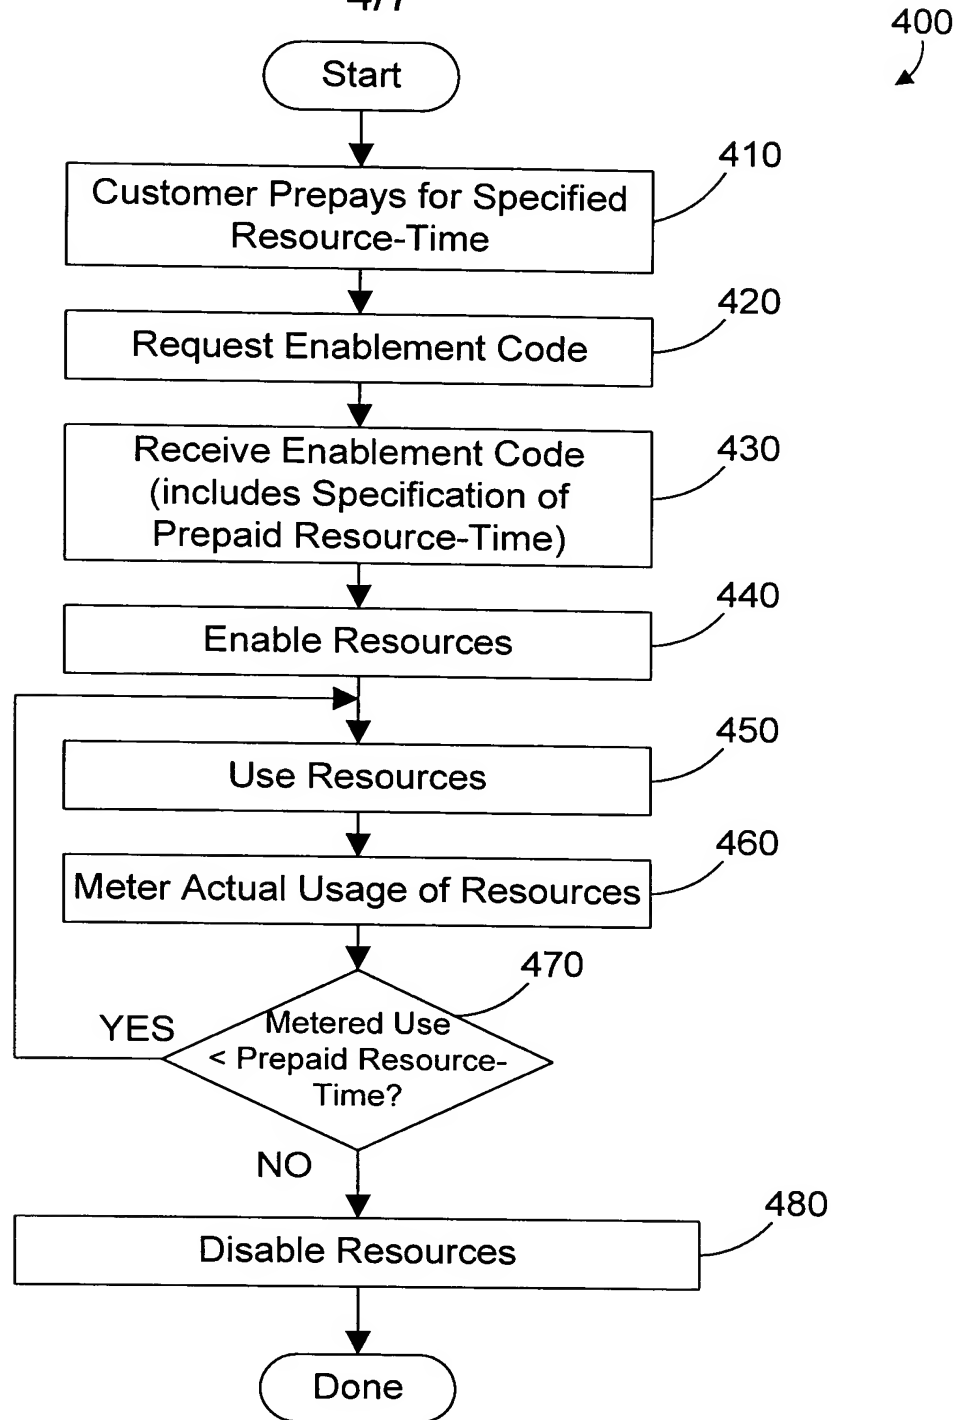 400
Start
410
Customer Prepays for Specified
Resource-Time
420
Request Enablement Code
430
Receive Enablement Code
(includes Specification of
Prepaid Resource-Time)
440
Enable Resources
450
Use Resources
460
Meter Actual Usage of Resources
470
YES
Metered Use
< Prepaid Resource-
Time?
NO
480
Disable Resources
Done